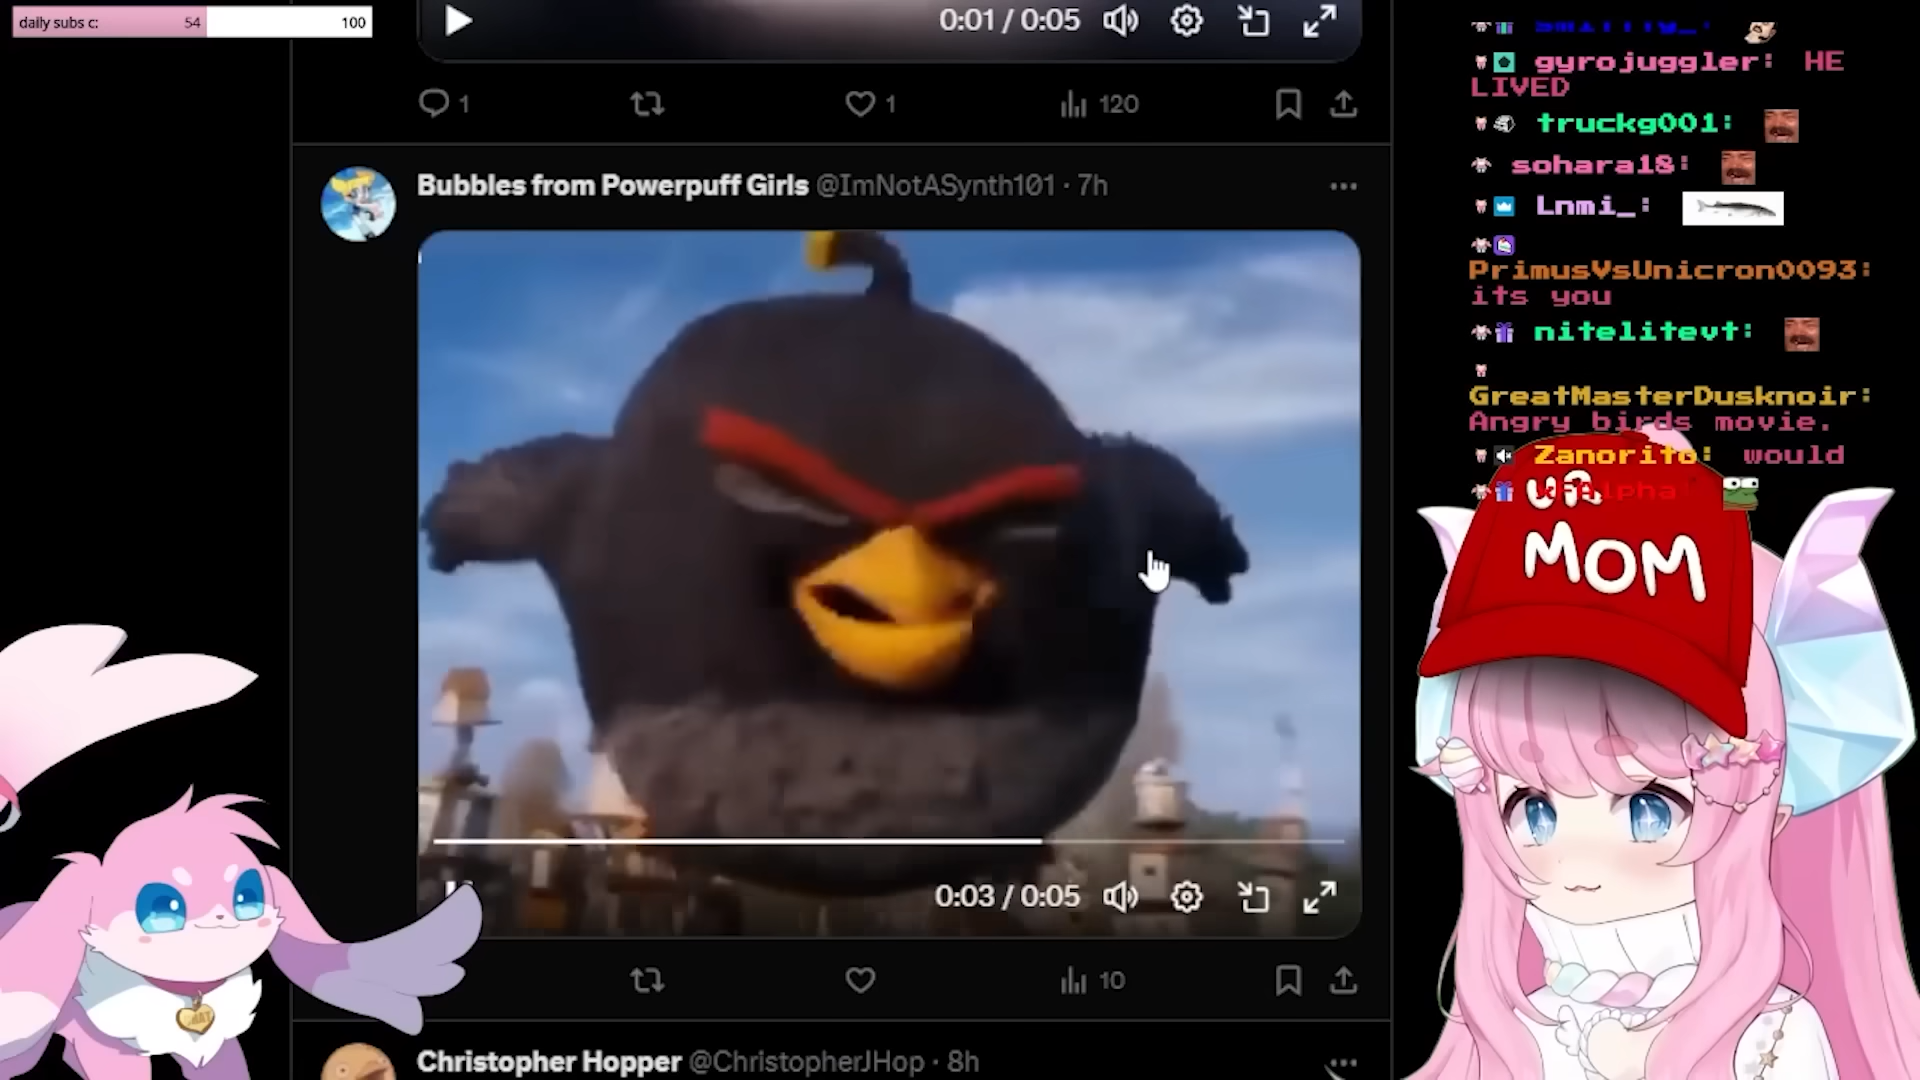 daily subs c: 54 100
0:01 / 0:05
1
1
120
Bubbles from Powerpuff Girls @ImNotASynth101 · 7h
0:03 / 0:05
10
Christopher Hopper @ChristopherJHop · 8h
gyrojuggler: HE
LIVED
truckg001:
sohara18:
Lnmi_:
PrimusVsUnicron0093:
its you
nitelitevt:
GreatMasterDusknoir:
Angry birds movie.
Zanorito: would
UR
MOM